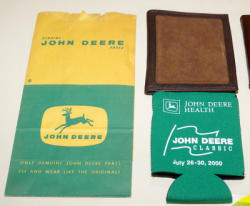 GENUINE
JOHN DEERE
PARTS
JOHN DEERE
ONLY GENUINE JOHN DEERE PARTS
FIT AND WEAR LIKE THE ORIGINALS
JOHN DEERE
HEALTH
JOHN DEERE
CLASSIC
July 26-30, 2000